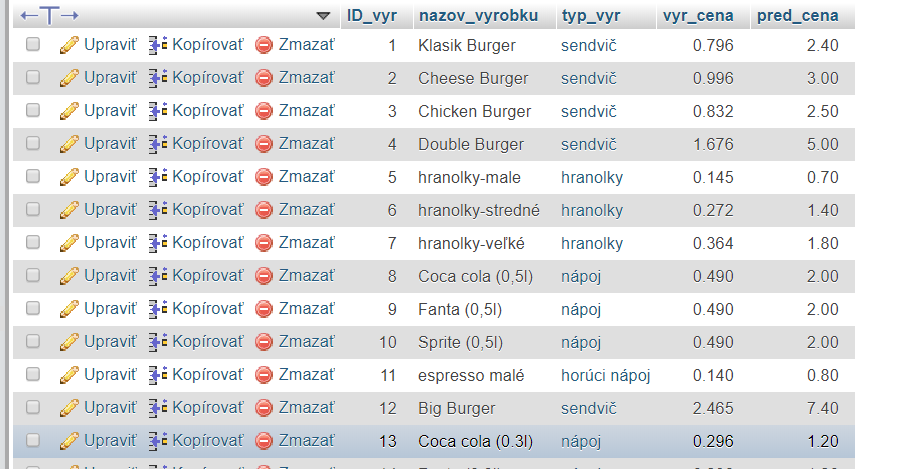 ID_vyr nazov_vyrobku typ_vyr vyr_cena pred_cena
Upraviť Kopírovať Zmazať 1 Klasik Burger sendvič 0.796 2.40
Upraviť Kopírovať Zmazať 2 Cheese Burger sendvič 0.996 3.00
Upraviť Kopírovať Zmazať 3 Chicken Burger sendvič 0.832 2.50
Upraviť Kopírovať Zmazať 4 Double Burger sendvič 1.676 5.00
Upraviť Kopírovať Zmazať 5 hranolky-male hranolky 0.145 0.70
Upraviť Kopírovať Zmazať 6 hranolky-stredné hranolky 0.272 1.40
Upraviť Kopírovať Zmazať 7 hranolky-veľké hranolky 0.364 1.80
Upraviť Kopírovať Zmazať 8 Coca cola (0,5l) nápoj 0.490 2.00
Upraviť Kopírovať Zmazať 9 Fanta (0,5l) nápoj 0.490 2.00
Upraviť Kopírovať Zmazať 10 Sprite (0,5l) nápoj 0.490 2.00
Upraviť Kopírovať Zmazať 11 espresso malé horúci nápoj 0.140 0.80
Upraviť Kopírovať Zmazať 12 Big Burger sendvič 2.465 7.40
Upraviť Kopírovať Zmazať 13 Coca cola (0.3l) nápoj 0.296 1.20